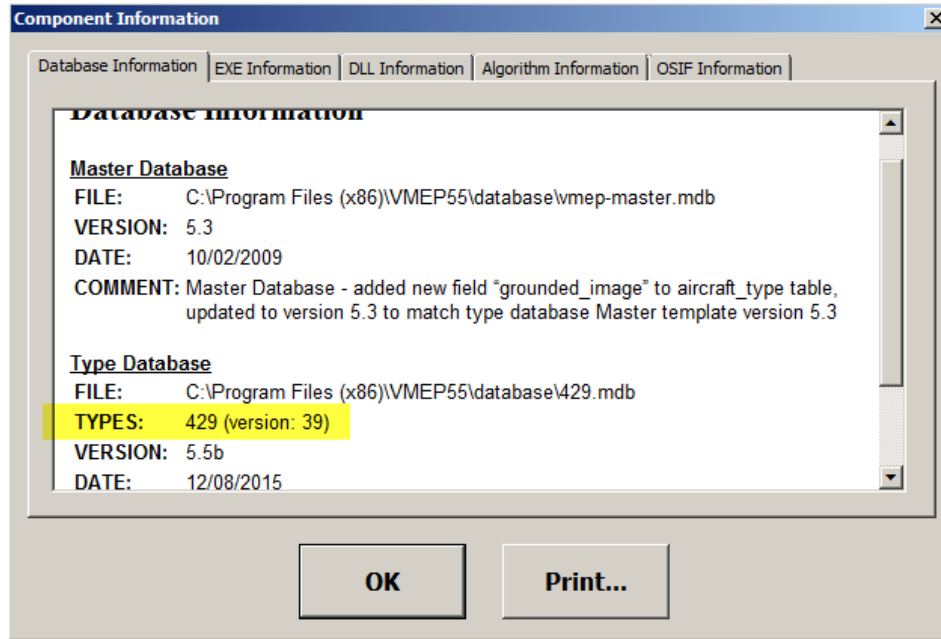 Component Information
Database Information EXE Information DLL Information Algorithm Information OSIF Information
Database Information
Master Database
FILE: C:\Program Files (x86)\VMEP55\database\vmep-master.mdb
VERSION: 5.3
DATE: 10/02/2009
COMMENT: Master Database - added new field “grounded_image” to aircraft_type table,
updated to version 5.3 to match type database Master template version 5.3
Type Database
FILE: C:\Program Files (x86)\VMEP55\database\429.mdb
TYPES: 429 (version: 39)
VERSION: 5.5b
DATE: 12/08/2015
OK Print...